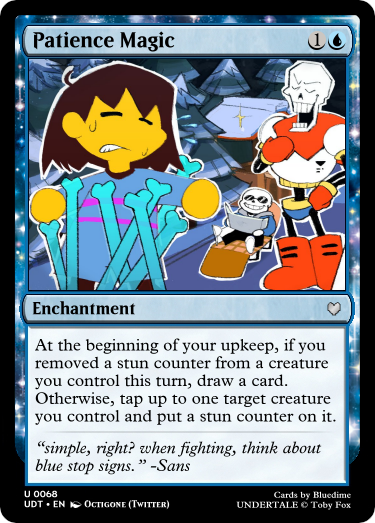 Patience Magic 1
Enchantment
At the beginning of your upkeep, if you
removed a stun counter from a creature
you control this turn, draw a card.
Otherwise, tap up to one target creature
you control and put a stun counter on it.
“simple, right? when fighting, think about
blue stop signs.” -Sans
U 0068
UDT • EN Octigone (Twitter)
Cards by Bluedime
UNDERTALE © Toby Fox